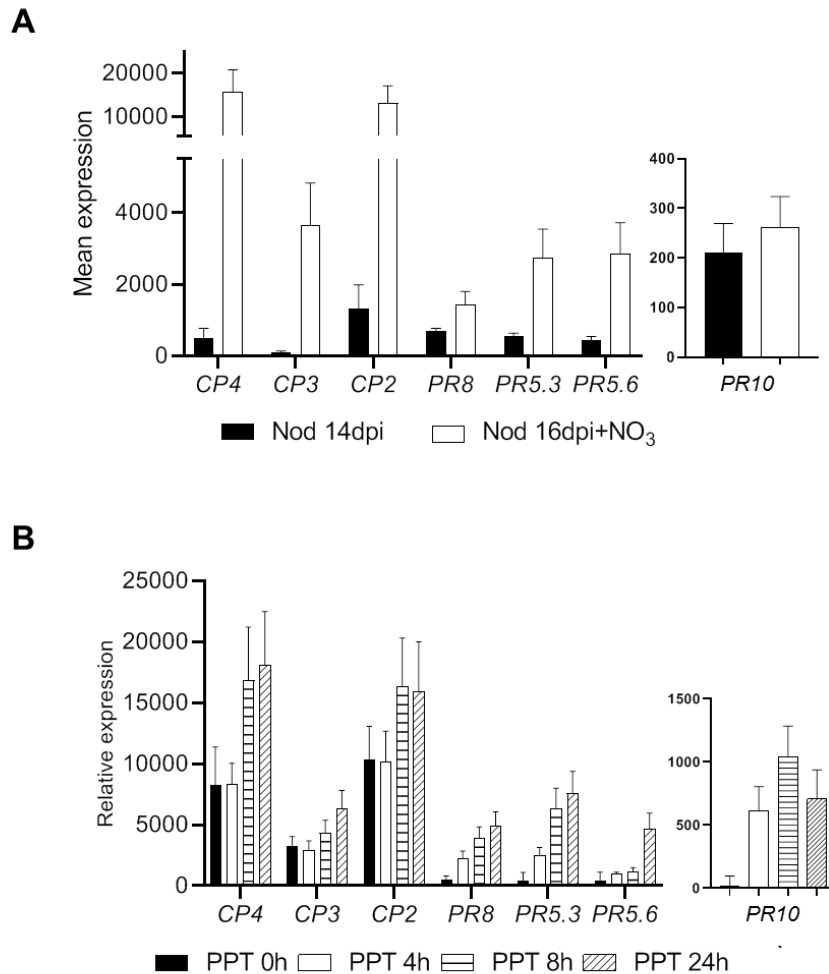 A
Mean expression
20000
10000
4000
2000
0
CP4 CP3 CP2 PR8 PR5.3 PR5.6
400
300
200
100
0
PR10
Nod 14dpi Nod 16dpi+NO₃
B
Relative expression
25000
20000
15000
10000
5000
0
CP4 CP3 CP2 PR8 PR5.3 PR5.6
1500
1000
500
0
PR10
PPT 0h PPT 4h PPT 8h PPT 24h